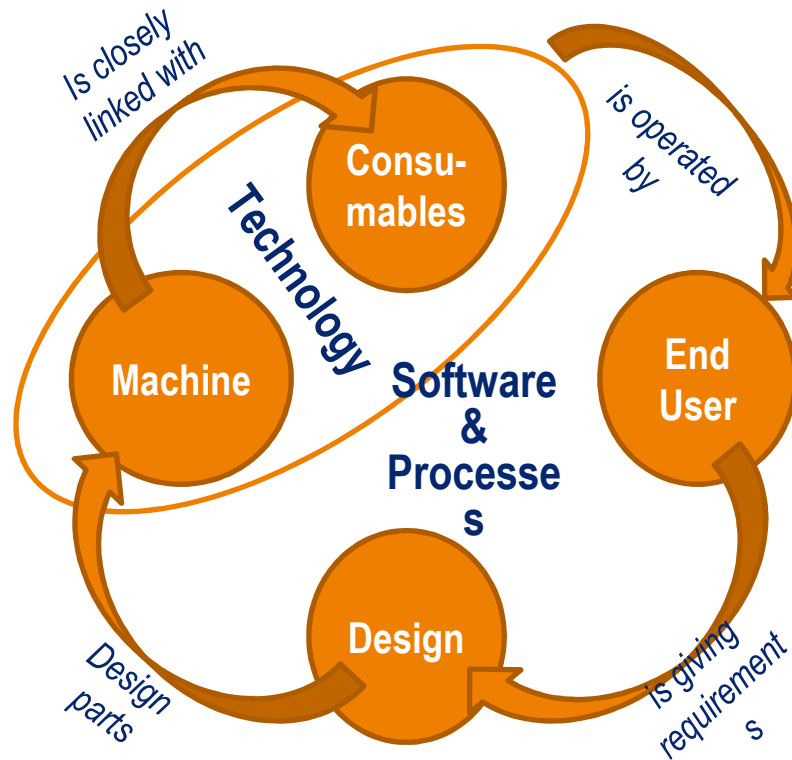 Is closely
linked with
Consu-
mables
is operated
by
Technology
Machine
End
User
Software
&
Processe
s
Design
Design
parts
is giving
requirement
s